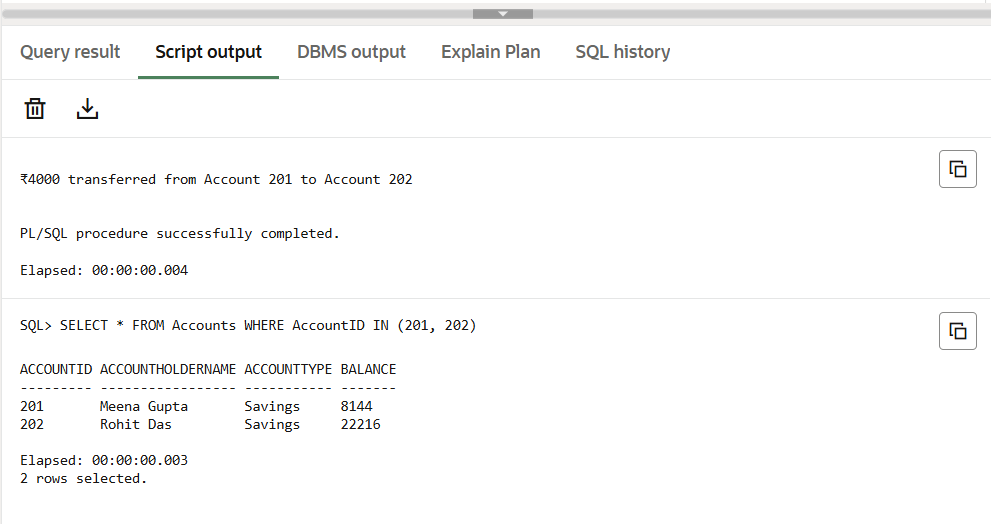 Query result Script output DBMS output Explain Plan SQL history
₹4000 transferred from Account 201 to Account 202
PL/SQL procedure successfully completed.
Elapsed: 00:00:00.004
SQL> SELECT * FROM Accounts WHERE AccountID IN (201, 202)
ACCOUNTID ACCOUNTHOLDERNAME ACCOUNTTYPE BALANCE
--------- ----------------- ----------- -------
201       Meena Gupta       Savings     8144
202       Rohit Das         Savings     22216
Elapsed: 00:00:00.003
2 rows selected.